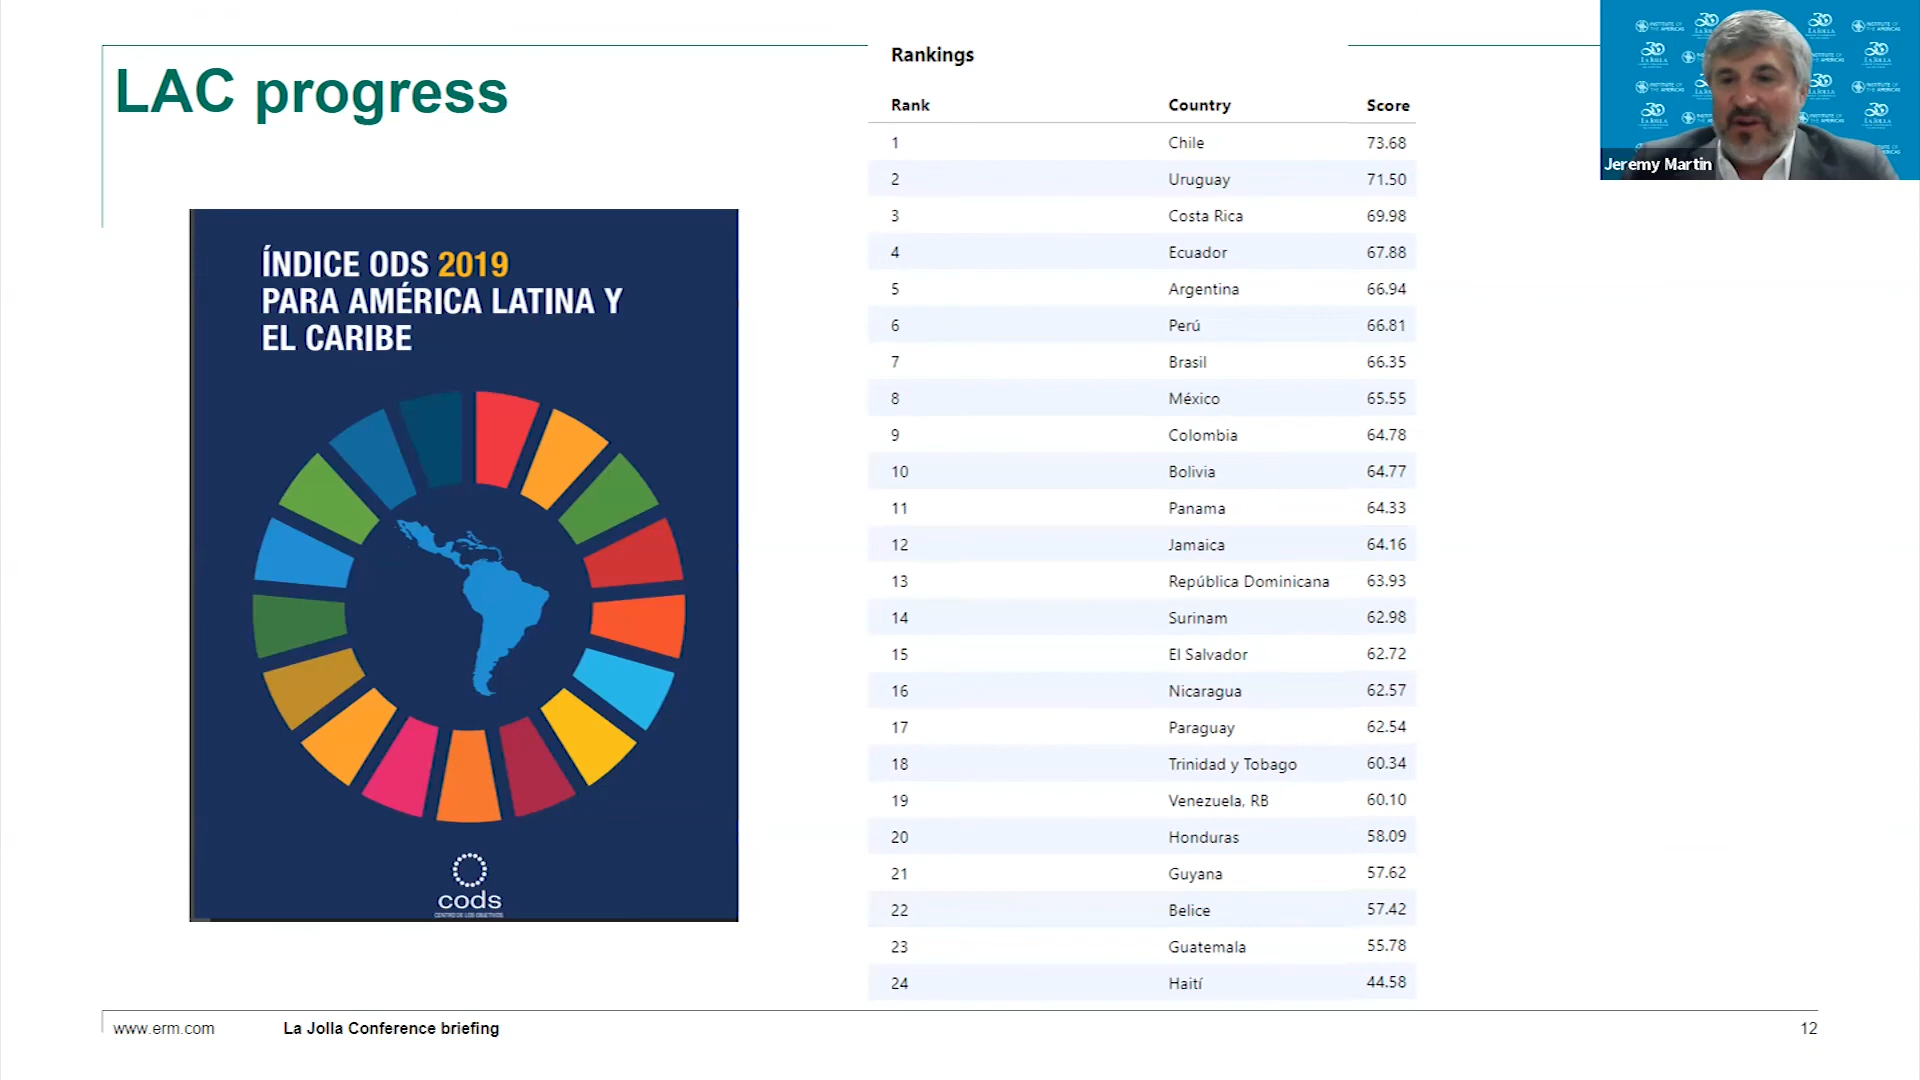 LAC progress
ÍNDICE ODS 2019
PARA AMÉRICA LATINA Y
EL CARIBE
cods
CENTRO DE LOS OBJETIVOS
Rankings
Rank Country Score
1 Chile 73.68
2 Uruguay 71.50
3 Costa Rica 69.98
4 Ecuador 67.88
5 Argentina 66.94
6 Perú 66.81
7 Brasil 66.35
8 México 65.55
9 Colombia 64.78
10 Bolivia 64.77
11 Panama 64.33
12 Jamaica 64.16
13 República Dominicana 63.93
14 Surinam 62.98
15 El Salvador 62.72
16 Nicaragua 62.57
17 Paraguay 62.54
18 Trinidad y Tobago 60.34
19 Venezuela, RB 60.10
20 Honduras 58.09
21 Guyana 57.62
22 Belice 57.42
23 Guatemala 55.78
24 Haití 44.58
Jeremy Martin
www.erm.com La Jolla Conference briefing 12